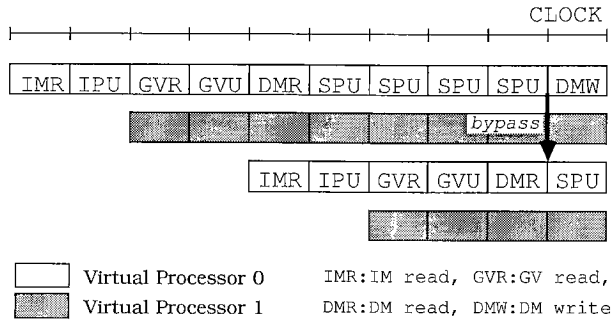 CLOCK
IMR IPU GVR GVU DMR SPU SPU SPU SPU DMW
bypass
IMR IPU GVR GVU DMR SPU
Virtual Processor 0 IMR:IM read, GVR:GV read,
Virtual Processor 1 DMR:DM read, DMW:DM write